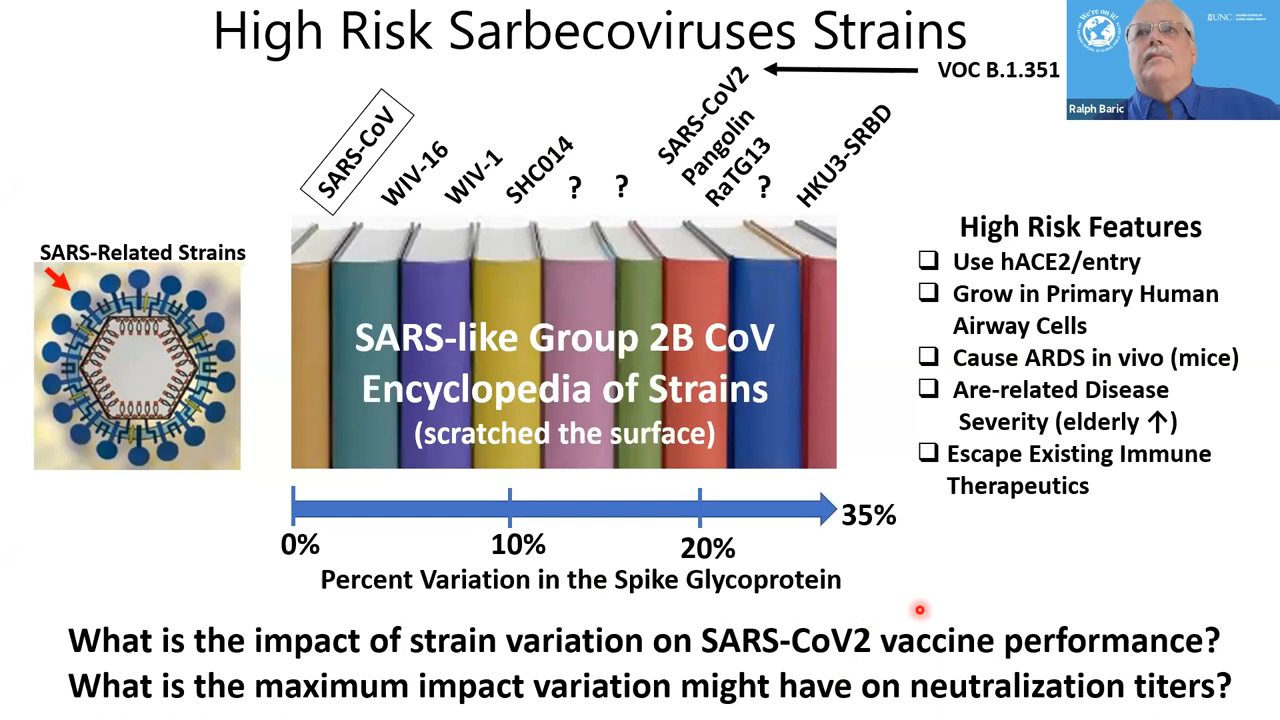 High Risk Sarbecoviruses Strains
We're on it!
UNC
Ralph Baric
VOC B.1.351
SARS-CoV
WIV-16
WIV-1
SHC014
?
?
SARS-CoV2
Pangolin
RaTG13
?
HKU3-SRBD
SARS-Related Strains
SARS-like Group 2B CoV
Encyclopedia of Strains
(scratched the surface)
0%
10%
20%
35%
Percent Variation in the Spike Glycoprotein
High Risk Features
❑ Use hACE2/entry
❑ Grow in Primary Human
Airway Cells
❑ Cause ARDS in vivo (mice)
❑ Are-related Disease
Severity (elderly ↑)
❑ Escape Existing Immune
Therapeutics
What is the impact of strain variation on SARS-CoV2 vaccine performance?
What is the maximum impact variation might have on neutralization titers?